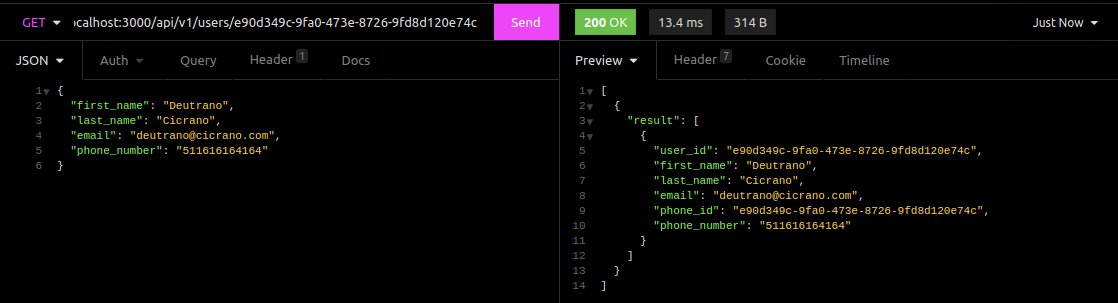 GET ocalhost:3000/api/v1/users/e90d349c-9fa0-473e-8726-9fd8d120e74c Send 200 OK 13.4 ms 314 B Just Now
JSON Auth Query Header 1 Docs
Preview Header 7 Cookie Timeline
1 {
2 "first_name": "Deutrano",
3 "last_name": "Cicrano",
4 "email": "deutrano@cicrano.com",
5 "phone_number": "511616164164"
6 }
1 [
2 {
3 "result": [
4 {
5 "user_id": "e90d349c-9fa0-473e-8726-9fd8d120e74c",
6 "first_name": "Deutrano",
7 "last_name": "Cicrano",
8 "email": "deutrano@cicrano.com",
9 "phone_id": "e90d349c-9fa0-473e-8726-9fd8d120e74c",
10 "phone_number": "511616164164"
11 }
12 ]
13 }
14 ]